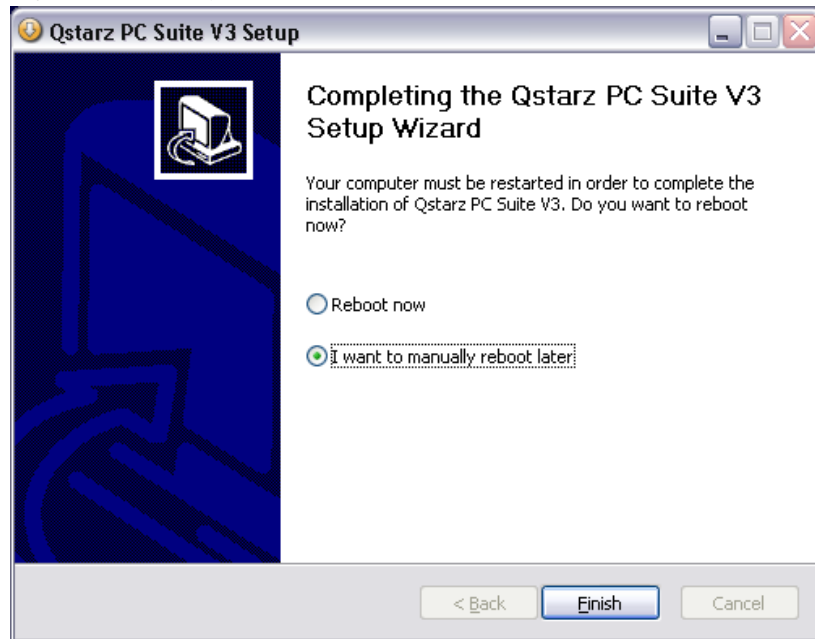 Qstarz PC Suite V3 Setup
Completing the Qstarz PC Suite V3
Setup Wizard
Your computer must be restarted in order to complete the
installation of Qstarz PC Suite V3. Do you want to reboot
now?
Reboot now
I want to manually reboot later
< Back Finish Cancel